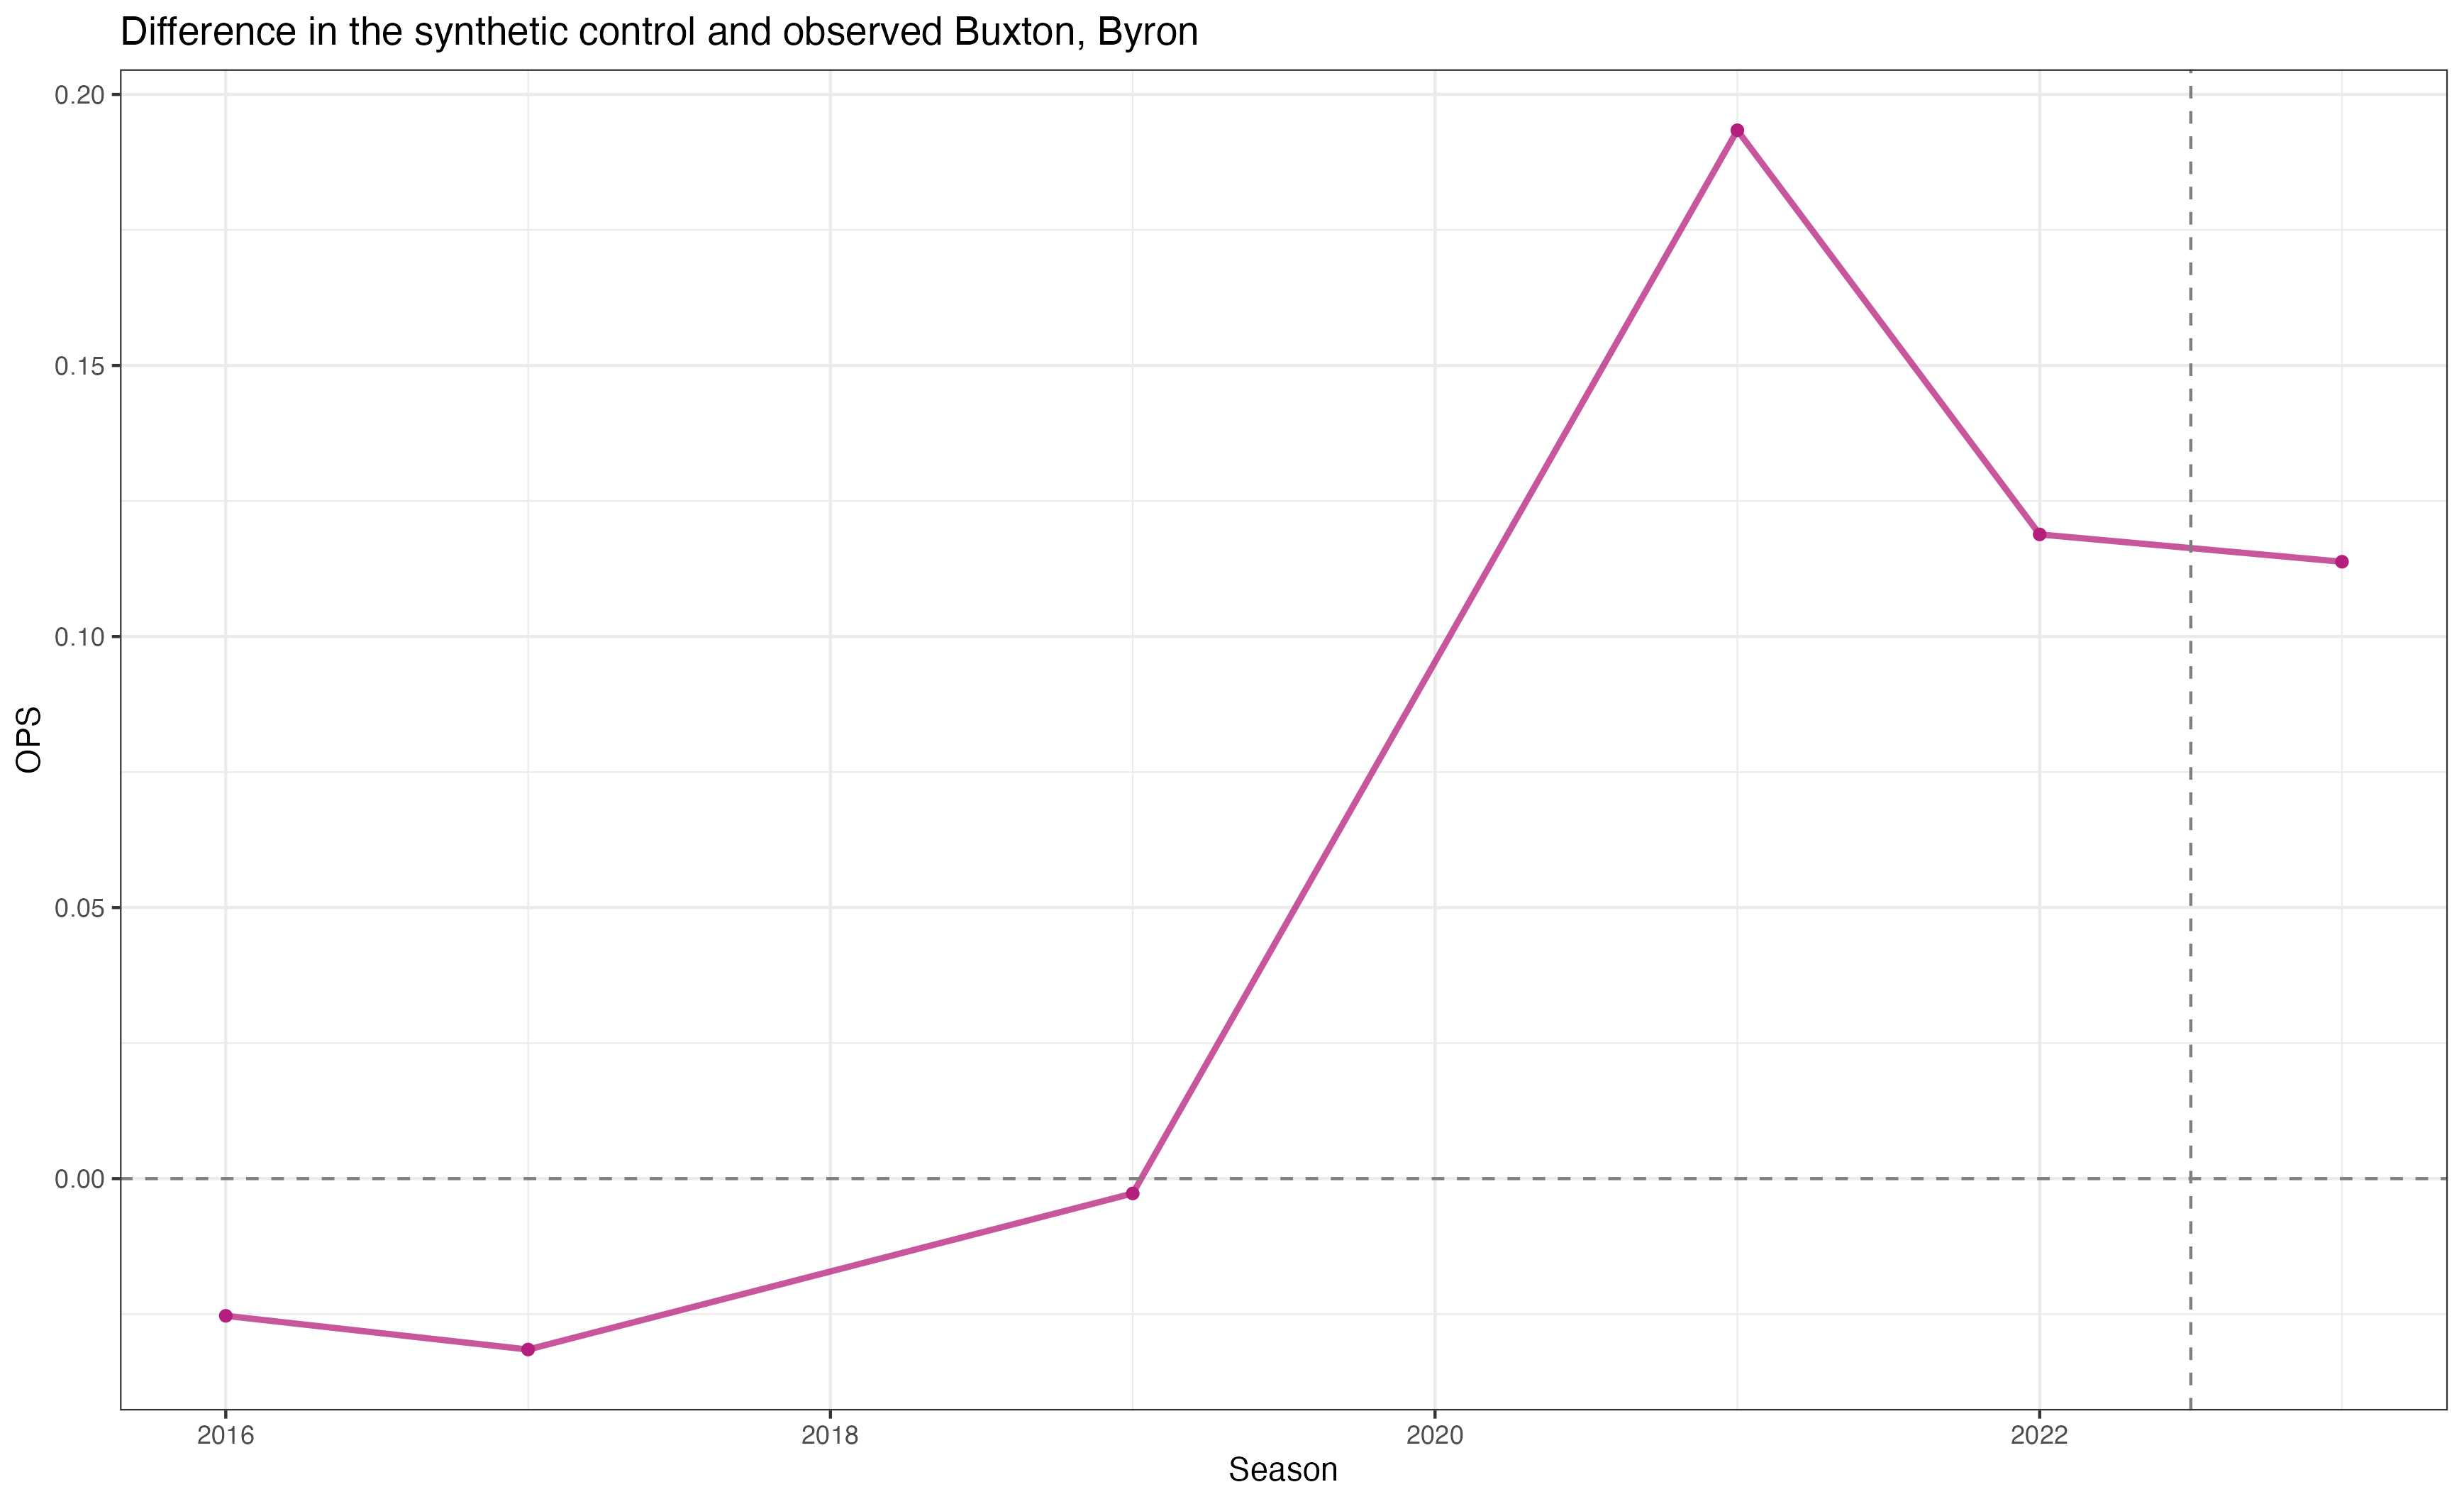 Difference in the synthetic control and observed Buxton, Byron
0.20
0.15
0.10
0.05
0.00
OPS
2016 2018 2020 2022
Season